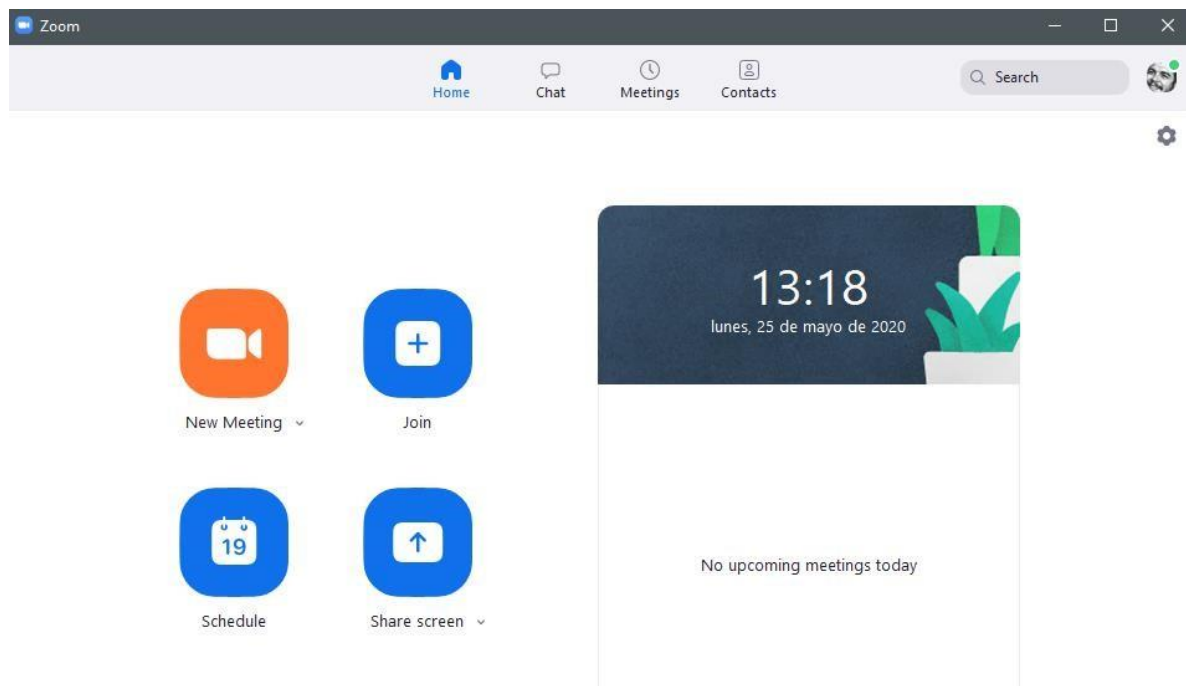 Zoom
Home
Chat
Meetings
Contacts
Search
13:18
lunes, 25 de mayo de 2020
New Meeting
Join
19
Schedule
Share screen
No upcoming meetings today